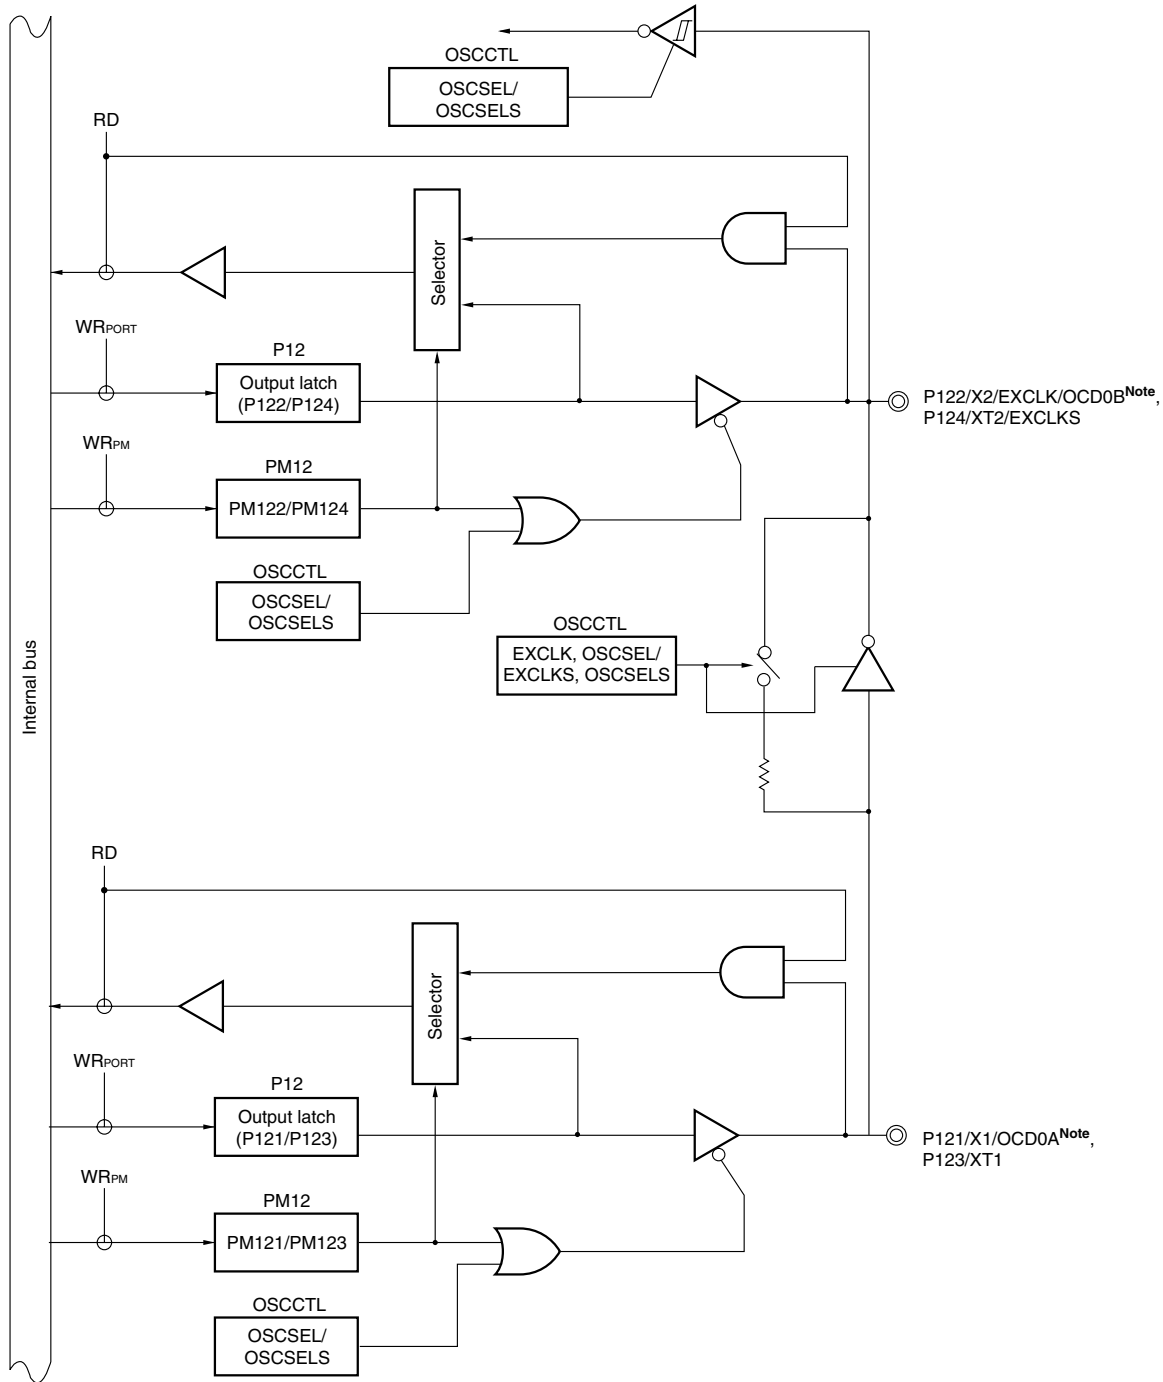 OSCCTL
OSCSEL/
OSCSELS
RD
Selector
WRPORT
P12
Output latch
(P122/P124)
P122/X2/EXCLK/OCD0BNote,
P124/XT2/EXCLKS
WRPM
PM12
PM122/PM124
OSCCTL
OSCSEL/
OSCSELS
OSCCTL
EXCLK, OSCSEL/
EXCLKS, OSCSELS
Internal bus
RD
Selector
WRPORT
P12
Output latch
(P121/P123)
P121/X1/OCD0ANote,
P123/XT1
WRPM
PM12
PM121/PM123
OSCCTL
OSCSEL/
OSCSELS